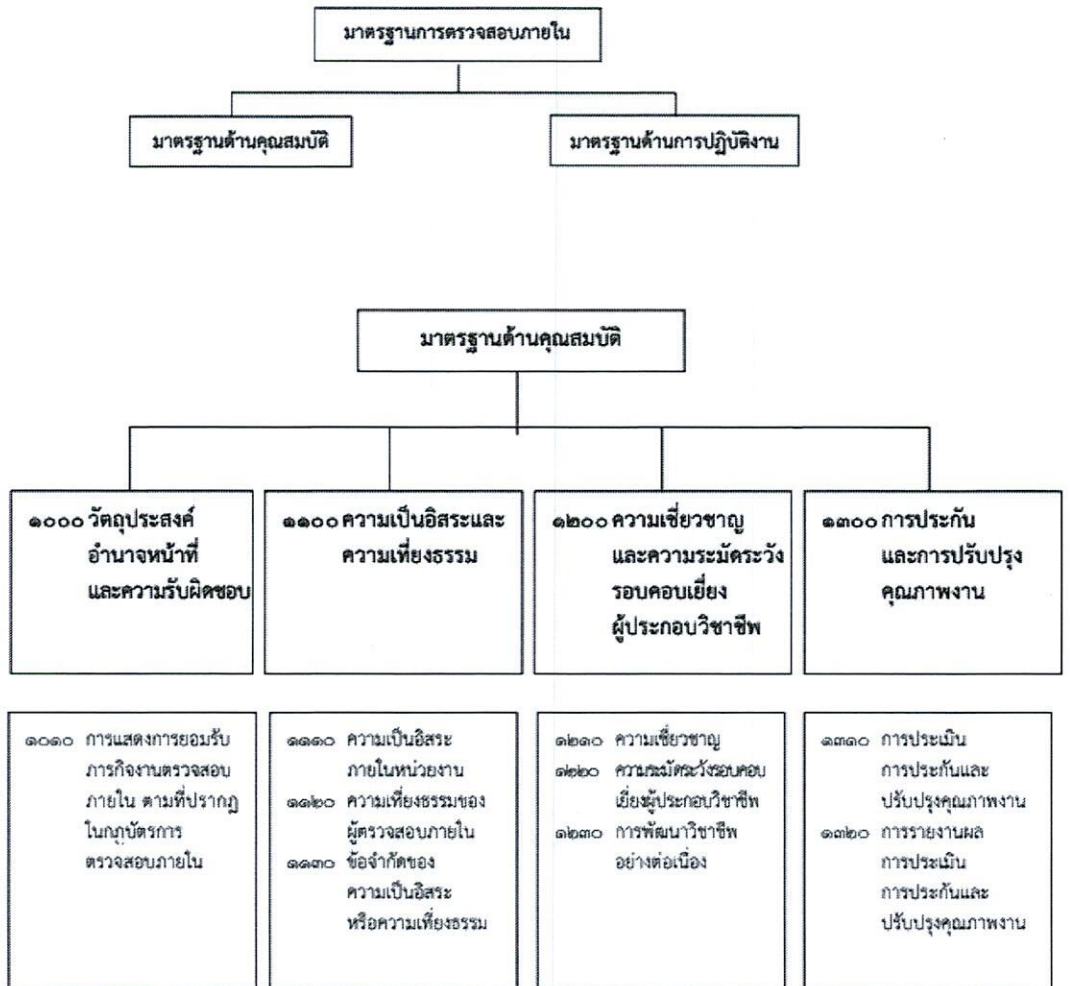 มาตรฐานการตรวจสอบภายใน
มาตรฐานด้านคุณสมบัติ
มาตรฐานด้านการปฏิบัติงาน
มาตรฐานด้านคุณสมบัติ
๑๐๐๐ วัตถุประสงค์
อำนาจหน้าที่
และความรับผิดชอบ
๑๑๐๐ ความเป็นอิสระและ
ความเที่ยงธรรม
๑๒๐๐ ความเชี่ยวชาญ
และความระมัดระวัง
รอบคอบเยี่ยง
ผู้ประกอบวิชาชีพ
๑๓๐๐ การประกัน
และการปรับปรุง
คุณภาพงาน
๑๐๑๐ การแสดงการยอมรับ
ภารกิจงานตรวจสอบ
ภายใน ตามที่ปรากฏ
ในกฎบัตรการ
ตรวจสอบภายใน
๑๑๑๐ ความเป็นอิสระ
ภายในหน่วยงาน
๑๑๒๐ ความเที่ยงธรรมของ
ผู้ตรวจสอบภายใน
๑๑๓๐ ข้อจำกัดของ
ความเป็นอิสระ
หรือความเที่ยงธรรม
๑๒๑๐ ความเชี่ยวชาญ
๑๒๒๐ ความระมัดระวังรอบคอบ
เยี่ยงผู้ประกอบวิชาชีพ
๑๒๓๐ การพัฒนาวิชาชีพ
อย่างต่อเนื่อง
๑๓๑๐ การประเมิน
การประกันและ
ปรับปรุงคุณภาพงาน
๑๓๒๐ การรายงานผล
การประเมิน
การประกันและ
ปรับปรุงคุณภาพงาน